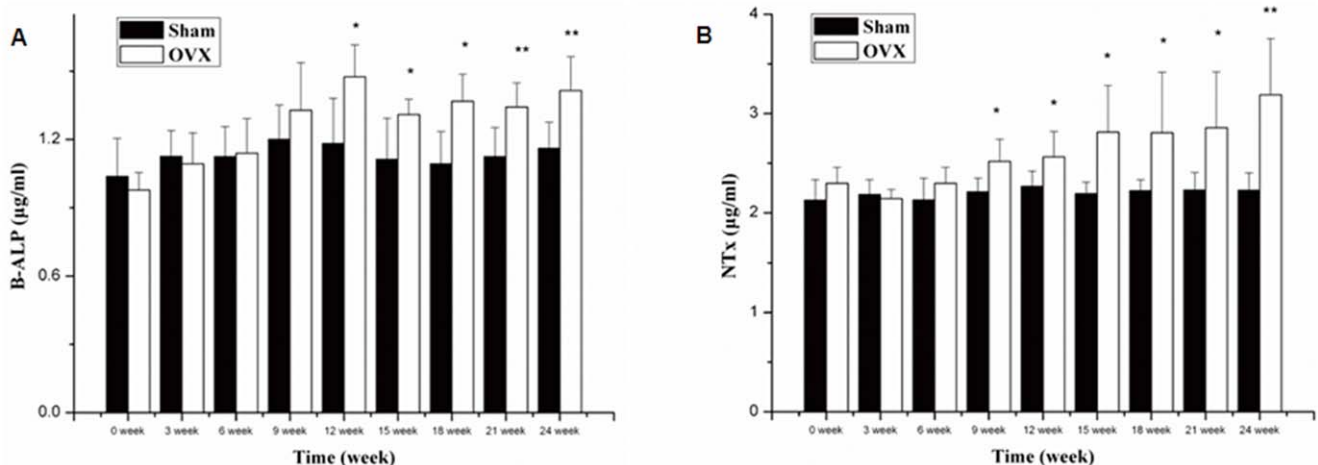 A
Sham
OVX
* * * ** **
1.2
0.6
0.0
B-ALP (µg/ml)
0 week 3 week 6 week 9 week 12 week 15 week 18 week 21 week 24 week
Time (week)
B
Sham
OVX
* * * * * **
4
3
2
1
0
NTx (µg/ml)
0 week 3 week 6 week 9 week 12 week 15 week 18 week 21 week 24 week
Time (week)